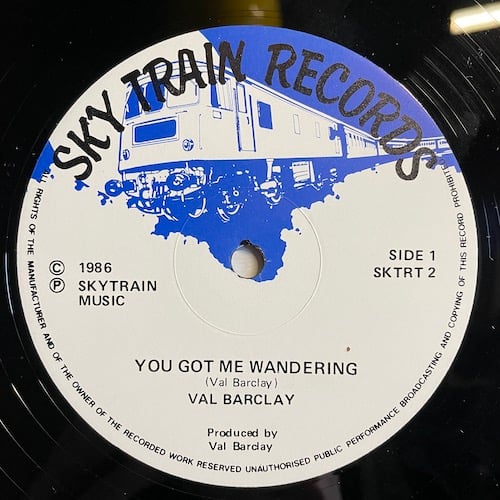 SKY TRAIN RECORDS
ALL RIGHTS OF THE MANUFACTURER AND OF THE OWNER OF THE RECORDED WORK RESERVED UNAUTHORISED PUBLIC PERFORMANCE BROADCASTING AND COPYING OF THIS RECORD PROHIBITED
SIDE 1
SKTRT 2
© 1986
℗ SKYTRAIN
MUSIC
YOU GOT ME WANDERING
(Val Barclay)
VAL BARCLAY
Produced by
Val Barclay